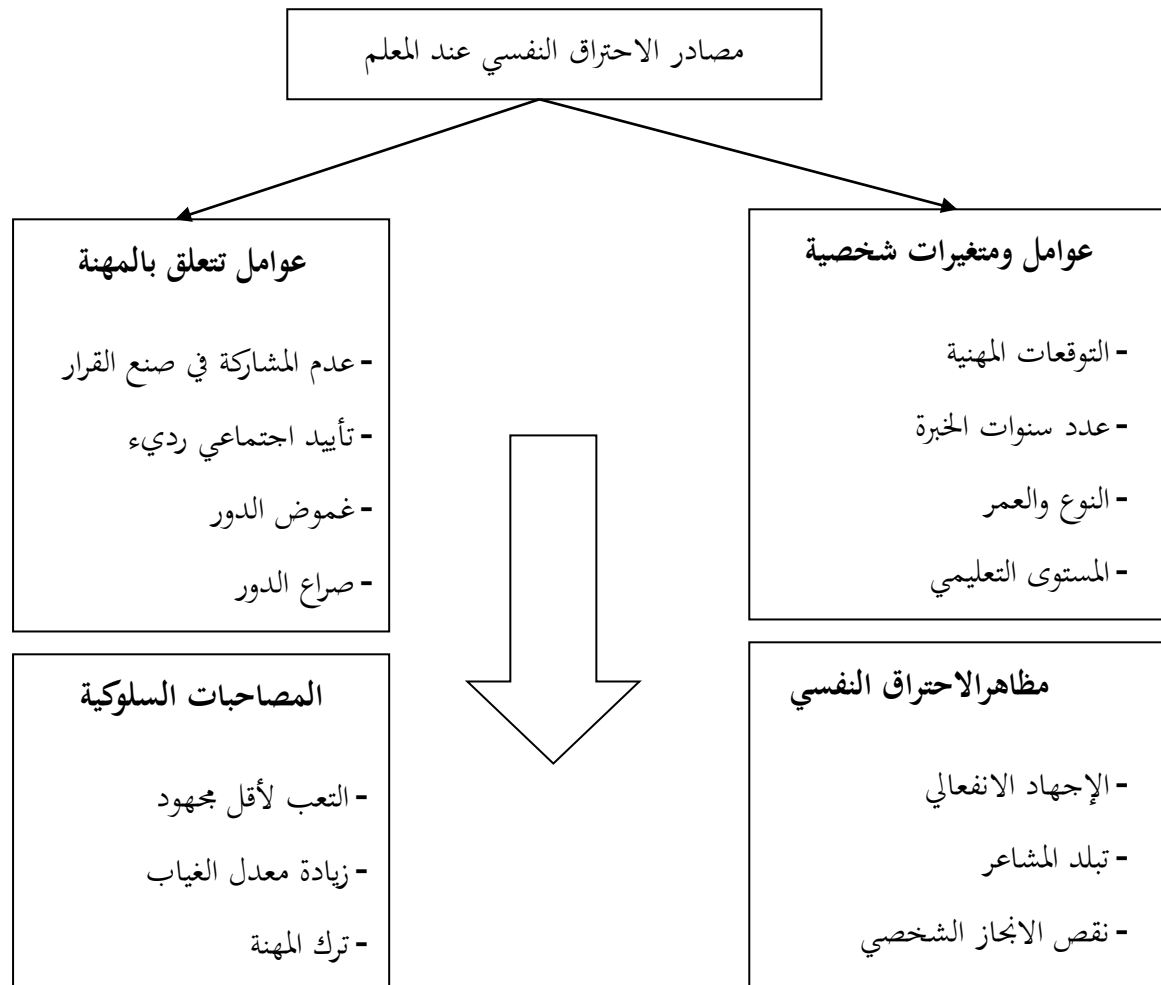 مصادر الاحتراق النفسي عند المعلم
عوامل ومتغيرات شخصية
- التوقعات المهنية
- عدد سنوات الخبرة
- النوع والعمر
- المستوى التعليمي
عوامل تتعلق بالمهنة
- عدم المشاركة في صنع القرار
- تأييد اجتماعي رديء
- غموض الدور
- صراع الدور
مظاهرالاحتراق النفسي
- الإجهاد الانفعالي
- تبلد المشاعر
- نقص الانجاز الشخصي
المصاحبات السلوكية
- التعب لأقل مجهود
- زيادة معدل الغياب
- ترك المهنة